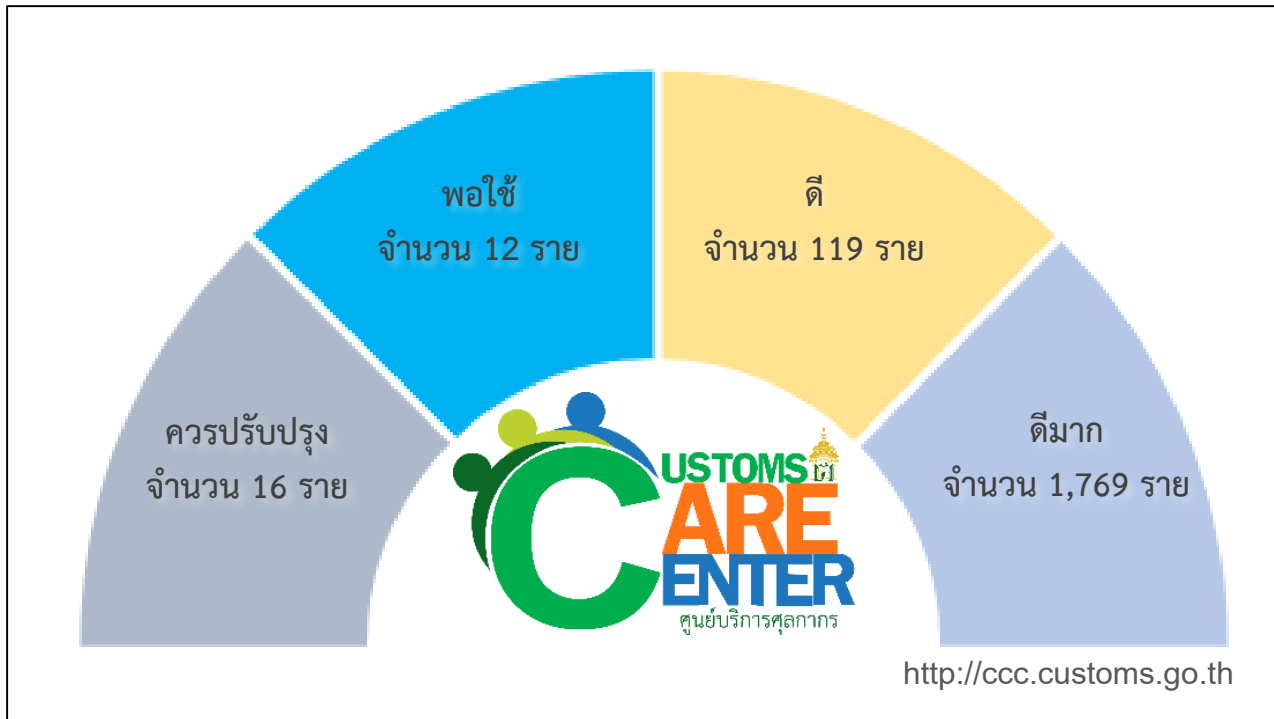 พอใช้
จำนวน 12 ราย
ดี
จำนวน 119 ราย
ควรปรับปรุง
จำนวน 16 ราย
ดีมาก
จำนวน 1,769 ราย
CUSTOMS
CARE
CENTER
ศูนย์บริการศุลกากร
http://ccc.customs.go.th